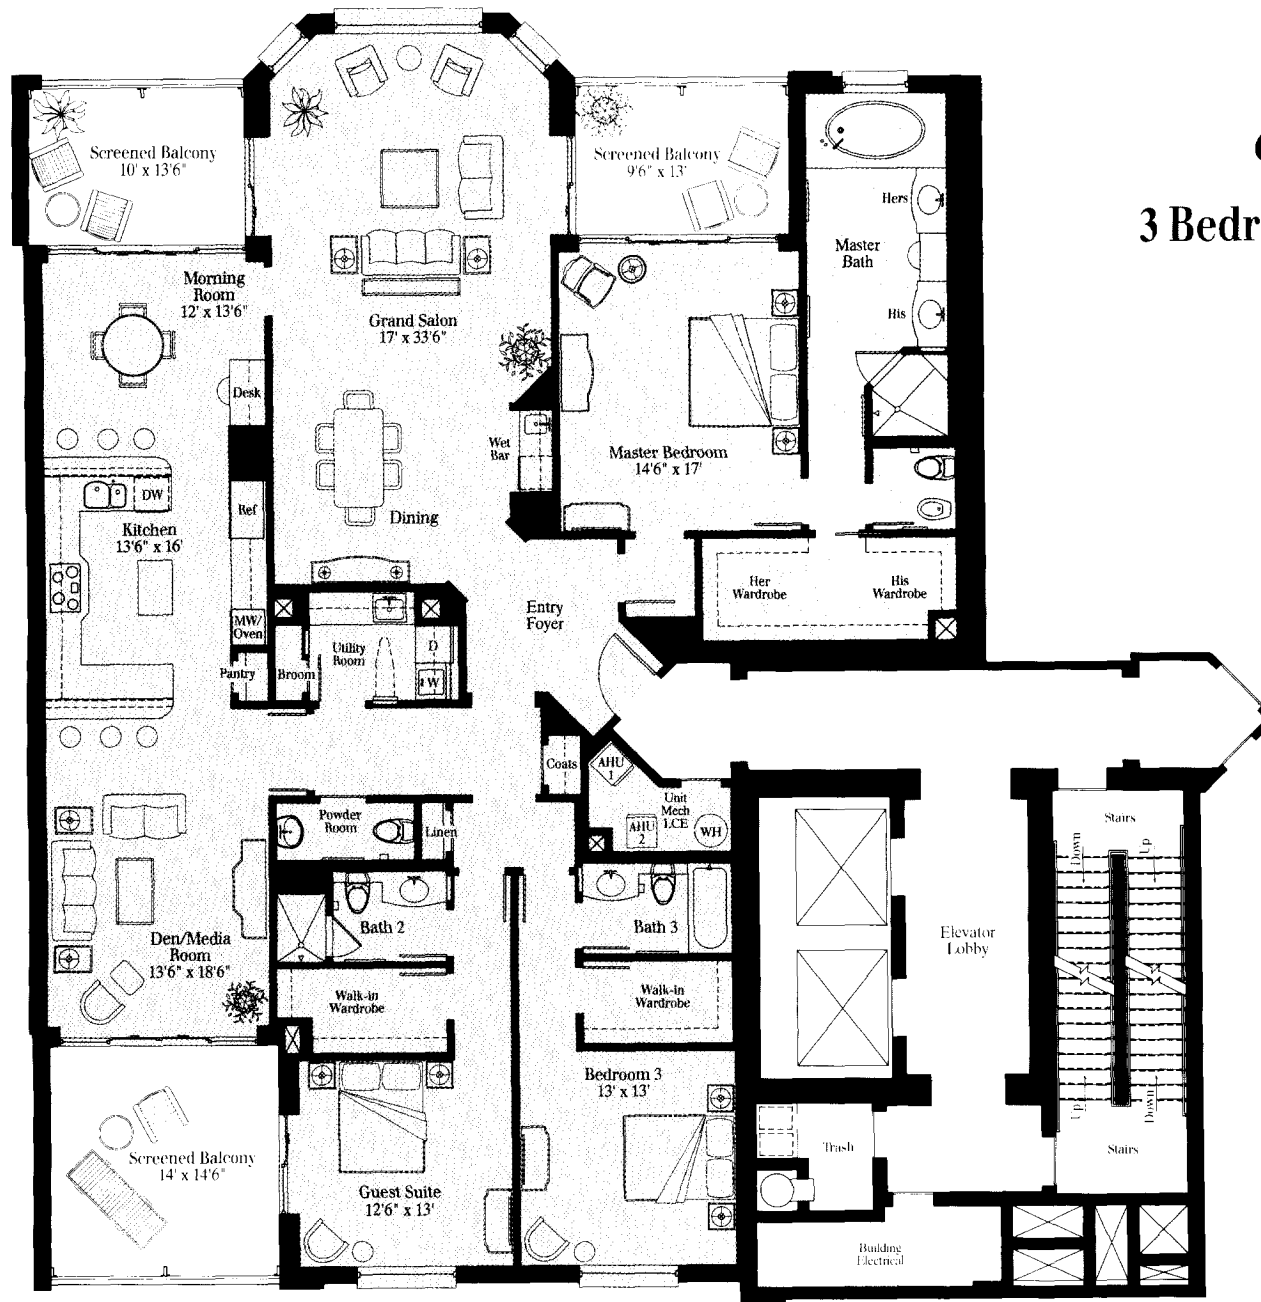 3 Bedr
Screened Balcony
10' x 13'6"
Screened Balcony
9'6" x 13'
Hers
Master
Bath
His
Morning
Room
12' x 13'6"
Grand Salon
17' x 33'6"
Desk
Wet
Bar
Master Bedroom
14'6" x 17'
DW
Ref
Kitchen
13'6" x 16'
Dining
Her
Wardrobe
His
Wardrobe
Entry
Foyer
MW/
Oven
Utility
Room
D
W
Pantry
Broom
Coats
AHU
1
Unit
Mech
LCE
AHU
2
WH
Powder
Room
Linen
Stairs
Down
Up
Bath 2
Bath 3
Elevator
Lobby
Den/Media
Room
13'6" x 18'6"
Walk-in
Wardrobe
Walk-in
Wardrobe
Bedroom 3
13' x 13'
Up
Down
Screened Balcony
14' x 14'6"
Guest Suite
12'6" x 13'
Trash
Stairs
Building
Electrical